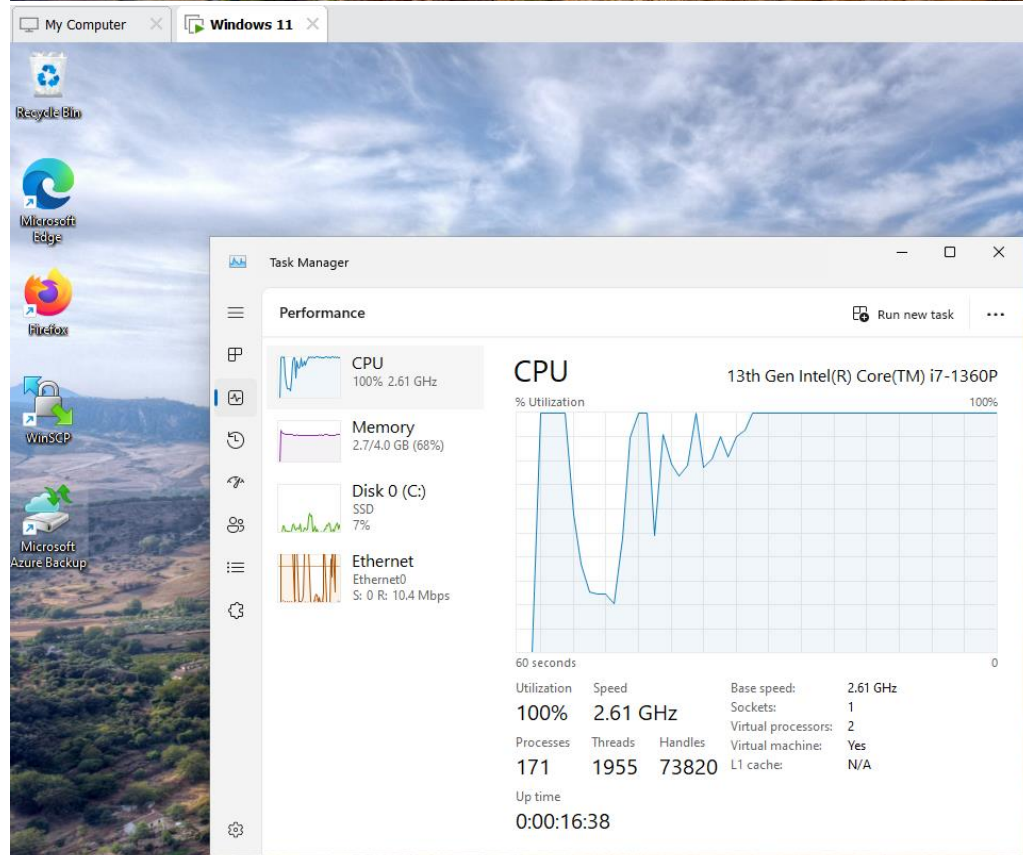 My Computer
Windows 11
Recycle Bin
Microsoft
Edge
Firefox
WinSCP
Microsoft
Azure Backup
Task Manager
Performance
Run new task
CPU
100% 2.61 GHz
Memory
2.7/4.0 GB (68%)
Disk 0 (C:)
SSD
7%
Ethernet
Ethernet0
S: 0 R: 10.4 Mbps
CPU
13th Gen Intel(R) Core(TM) i7-1360P
% Utilization
100%
60 seconds
0
Utilization Speed
100% 2.61 GHz
Processes Threads Handles
171 1955 73820
Up time
0:00:16:38
Base speed: 2.61 GHz
Sockets: 1
Virtual processors: 2
Virtual machine: Yes
L1 cache: N/A